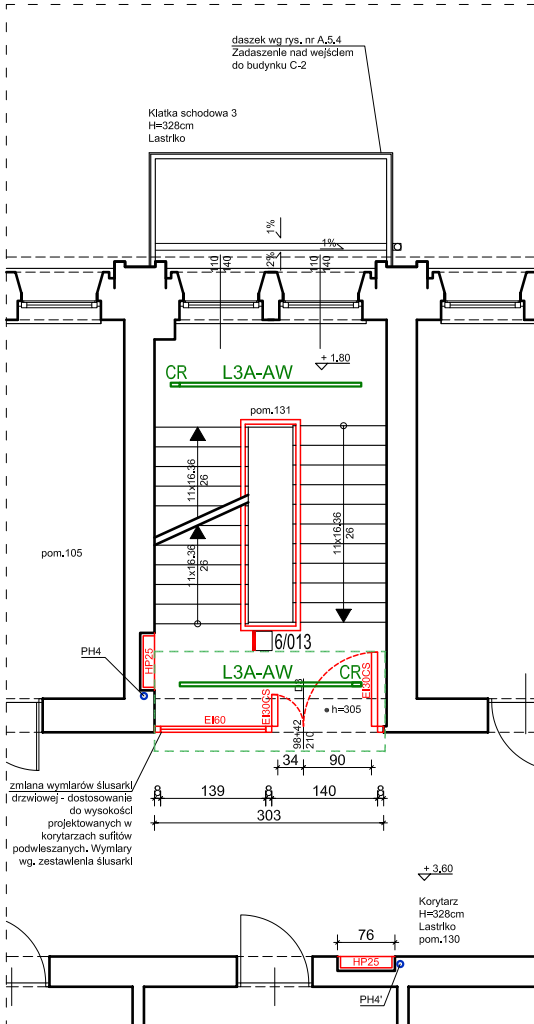 daszek wg rys. nr A.5.4
Zadaszenie nad wejściem
do budynku C-2
Klatka schodowa 3
H=328cm
Lastriko
1%
1%
2%
110
140
110
140
+ 1,80
CR L3A-AW
pom.131
11x16.36
26
11x16.36
26
11x16.36
26
pom.105
6/013
PH4
HP25
L3A-AW CR
EI30CS
EI30CS
D3
h=305
EI60
98+42
210
34 90
8 139 8 140 8
303
zmiana wymiarów ślusarki
drzwiowej - dostosowanie
do wysokości
projektowanych w
korytarzach sufitów
podwieszanych. Wymiary
wg. zestawienia ślusarki
+ 3,60
Korytarz
H=328cm
Lastriko
pom.130
76
HP25
PH4'